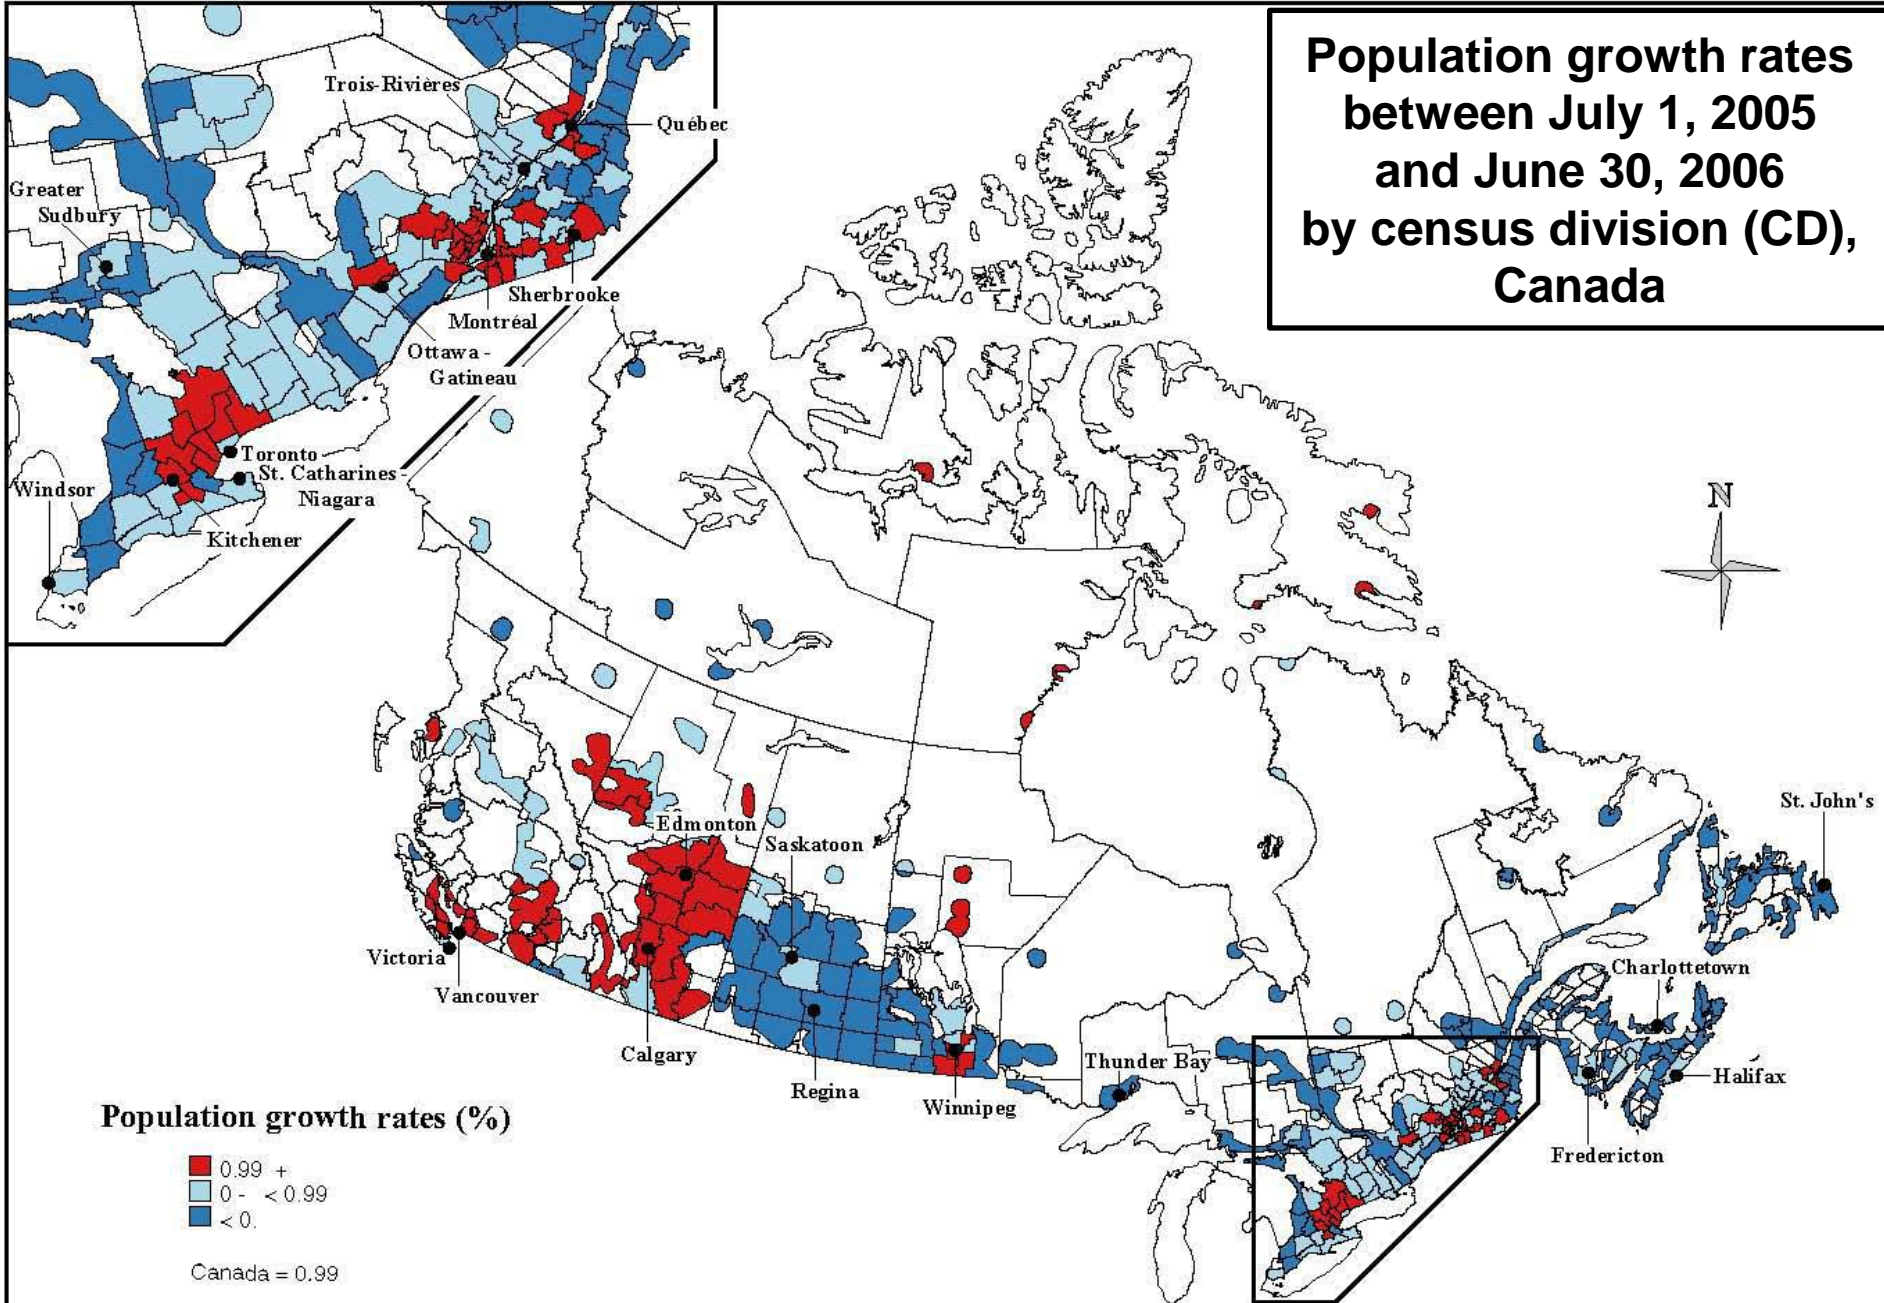 Population growth rates
between July 1, 2005
and June 30, 2006
by census division (CD),
Canada
Trois-Rivières
Québec
Greater
Sudbury
Sherbrooke
Montréal
Ottawa -
Gatineau
Toronto
St. Catharines -
Niagara
Windsor
Kitchener
N
Edmonton
Saskatoon
St. John's
Victoria
Vancouver
Charlottetown
Calgary
Regina
Winnipeg
Thunder Bay
Halifax
Fredericton
Population growth rates (%)
0.99 +
0 - < 0.99
< 0.
Canada = 0.99